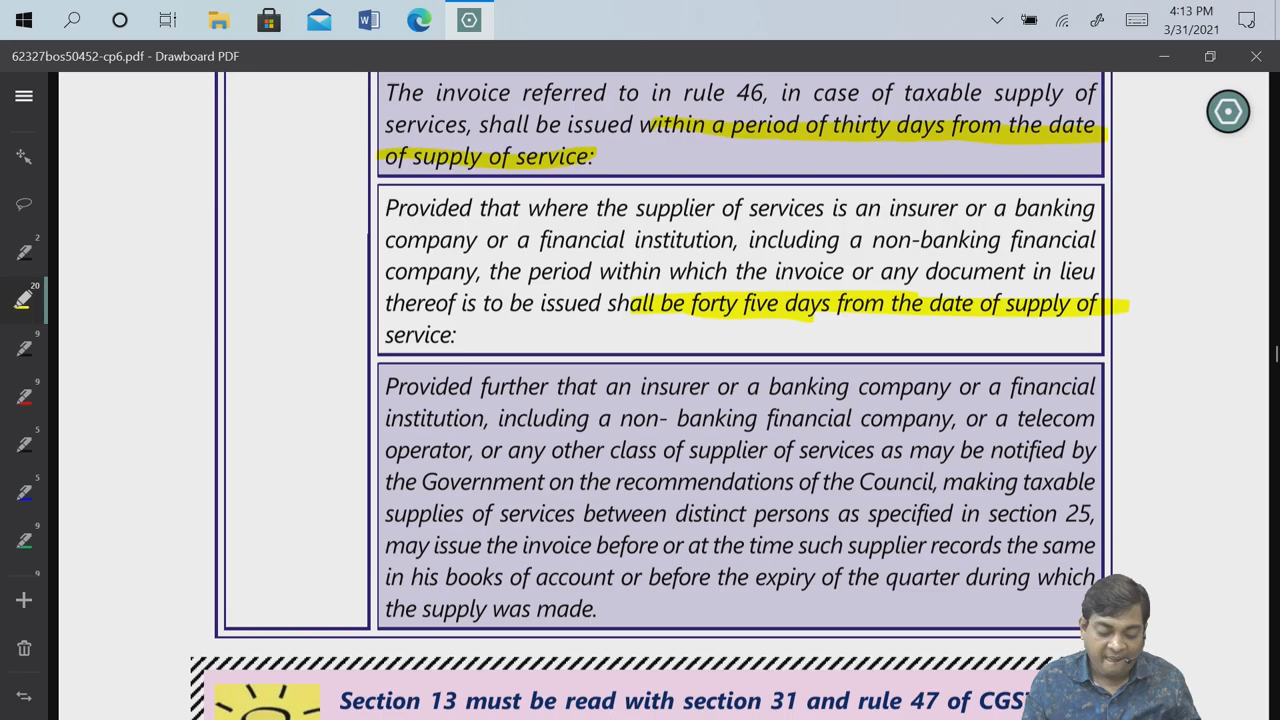 4:13 PM
3/31/2021
62327bos50452-cp6.pdf - Drawboard PDF
The invoice referred to in rule 46, in case of taxable supply of
services, shall be issued within a period of thirty days from the date
of supply of service:
Provided that where the supplier of services is an insurer or a banking
company or a financial institution, including a non-banking financial
company, the period within which the invoice or any document in lieu
thereof is to be issued shall be forty five days from the date of supply of
service:
Provided further that an insurer or a banking company or a financial
institution, including a non- banking financial company, or a telecom
operator, or any other class of supplier of services as may be notified by
the Government on the recommendations of the Council, making taxable
supplies of services between distinct persons as specified in section 25,
may issue the invoice before or at the time such supplier records the same
in his books of account or before the expiry of the quarter during which
the supply was made.
Section 13 must be read with section 31 and rule 47 of CGST
2
20
9
9
5
5
9